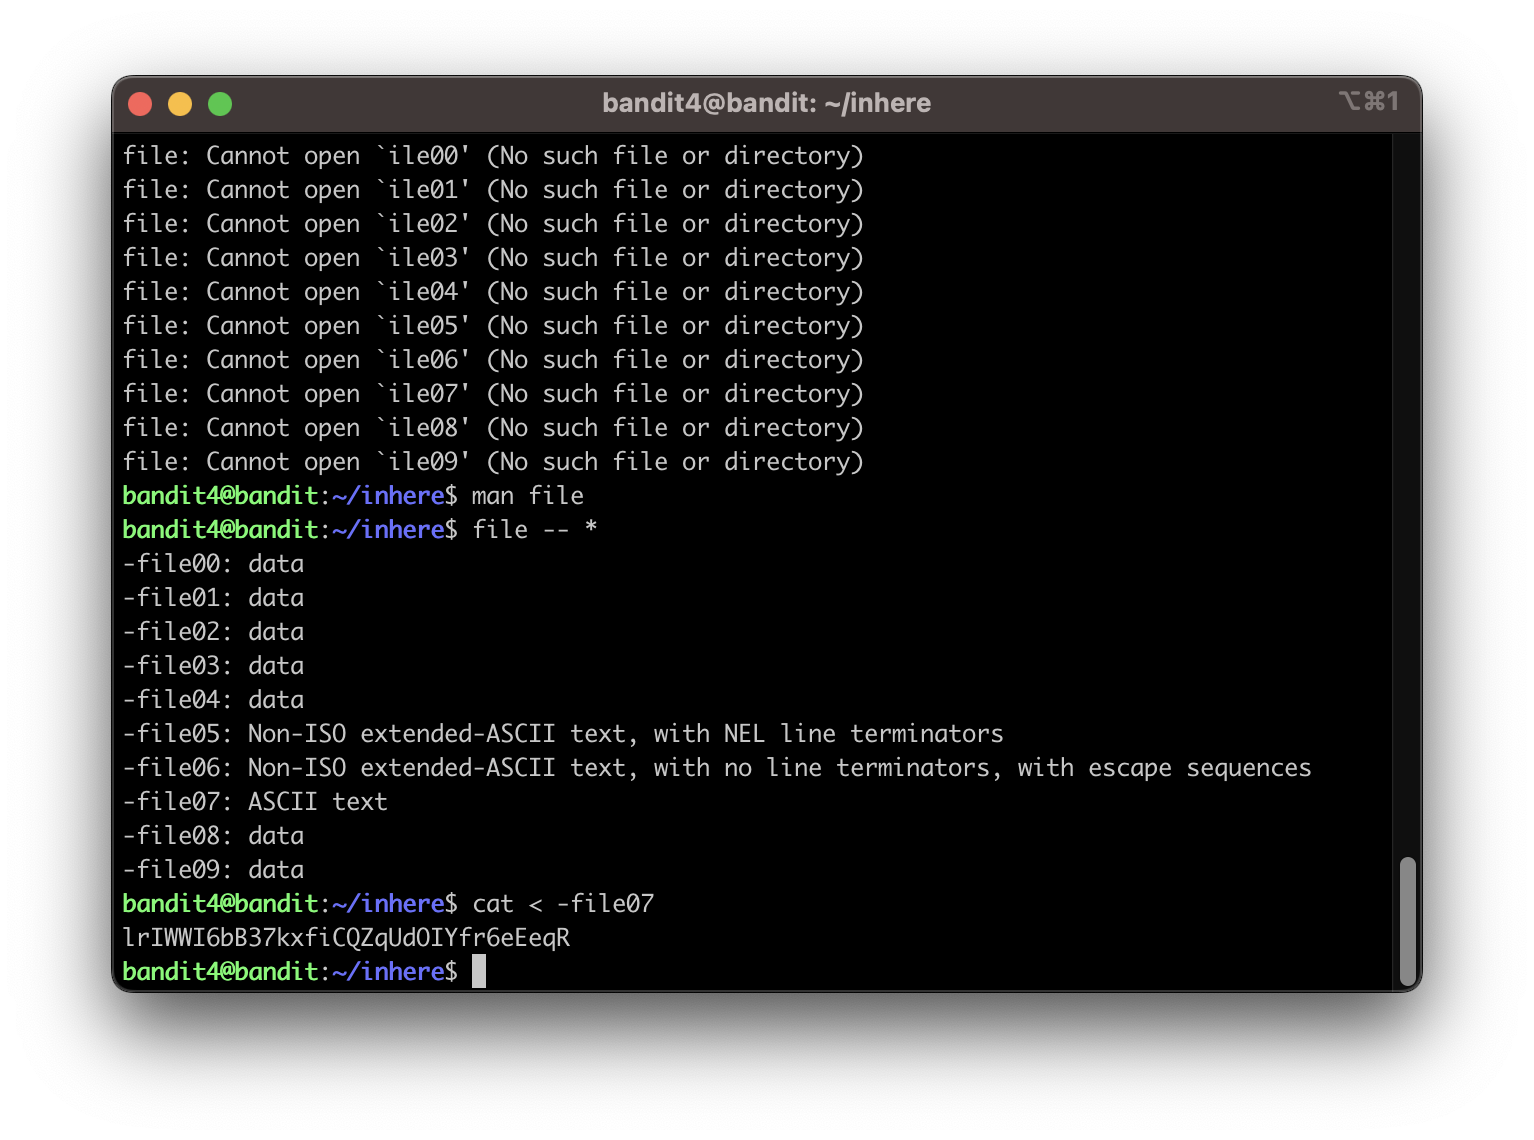 bandit4@bandit: ~/inhere
⌥⌘1
file: Cannot open `ile00' (No such file or directory)
file: Cannot open `ile01' (No such file or directory)
file: Cannot open `ile02' (No such file or directory)
file: Cannot open `ile03' (No such file or directory)
file: Cannot open `ile04' (No such file or directory)
file: Cannot open `ile05' (No such file or directory)
file: Cannot open `ile06' (No such file or directory)
file: Cannot open `ile07' (No such file or directory)
file: Cannot open `ile08' (No such file or directory)
file: Cannot open `ile09' (No such file or directory)
bandit4@bandit:~/inhere$ man file
bandit4@bandit:~/inhere$ file -- *
-file00: data
-file01: data
-file02: data
-file03: data
-file04: data
-file05: Non-ISO extended-ASCII text, with NEL line terminators
-file06: Non-ISO extended-ASCII text, with no line terminators, with escape sequences
-file07: ASCII text
-file08: data
-file09: data
bandit4@bandit:~/inhere$ cat < -file07
lrIWWI6bB37kxfiCQZqUdOIYfr6eEeqR
bandit4@bandit:~/inhere$